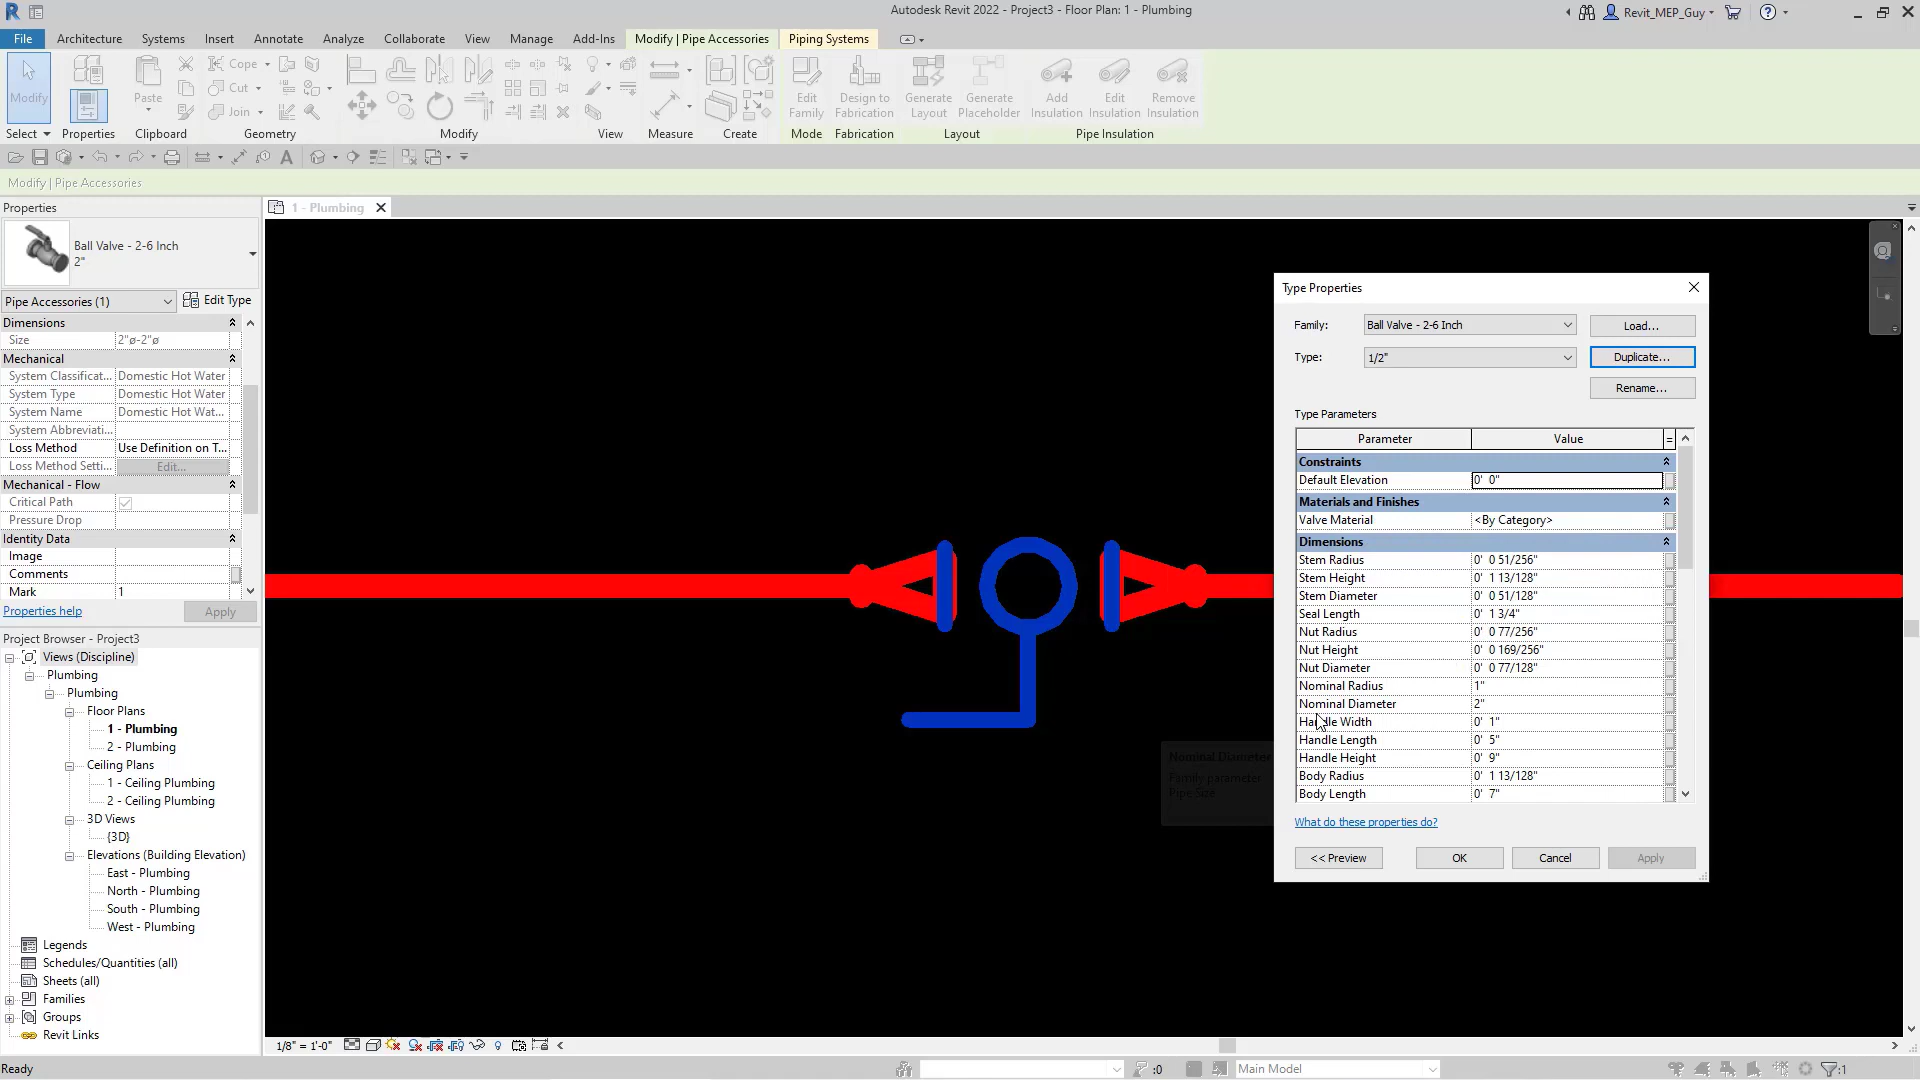 Autodesk Revit 2022 - Project3 - Floor Plan: 1 - Plumbing
Revit_MEP_Guy
File Architecture Systems Insert Annotate Analyze Collaborate View Manage Add-Ins Modify | Pipe Accessories Piping Systems
Modify
Paste
Cope
Cut
Join
Edit Family
Design to Fabrication
Generate Layout
Generate Placeholder
Add Insulation
Edit Insulation
Remove Insulation
Select Properties Clipboard Geometry Modify View Measure Create Mode Fabrication Layout Pipe Insulation
Modify | Pipe Accessories
Properties
1 - Plumbing
Ball Valve - 2-6 Inch
2"
Pipe Accessories (1)
Edit Type
Dimensions
Size 2"ø-2"ø
Mechanical
System Classificat... Domestic Hot Water
System Type Domestic Hot Water
System Name Domestic Hot Wat...
System Abbreviati...
Loss Method Use Definition on T...
Loss Method Setti... Edit...
Mechanical - Flow
Critical Path
Pressure Drop
Identity Data
Image
Comments
Mark 1
Properties help
Apply
Project Browser - Project3
Views (Discipline)
Plumbing
Plumbing
Floor Plans
1 - Plumbing
2 - Plumbing
Ceiling Plans
1 - Ceiling Plumbing
2 - Ceiling Plumbing
3D Views
{3D}
Elevations (Building Elevation)
East - Plumbing
North - Plumbing
South - Plumbing
West - Plumbing
Legends
Schedules/Quantities (all)
Sheets (all)
Families
Groups
Revit Links
Type Properties
Family: Ball Valve - 2-6 Inch Load...
Type: 1/2" Duplicate...
Rename...
Type Parameters
Parameter Value =
Constraints
Default Elevation 0' 0"
Materials and Finishes
Valve Material <By Category>
Dimensions
Stem Radius 0' 0 51/256"
Stem Height 0' 1 13/128"
Stem Diameter 0' 0 51/128"
Seal Length 0' 1 3/4"
Nut Radius 0' 0 77/256"
Nut Height 0' 0 169/256"
Nut Diameter 0' 0 77/128"
Nominal Radius 1"
Nominal Diameter 2"
Handle Width 0' 1"
Handle Length 0' 5"
Handle Height 0' 9"
Body Radius 0' 1 13/128"
Body Length 0' 7"
What do these properties do?
<< Preview OK Cancel Apply
Nominal Diameter
Family parameter
Pipe Size
1/8" = 1'-0"
Ready
:0
Main Model
:1